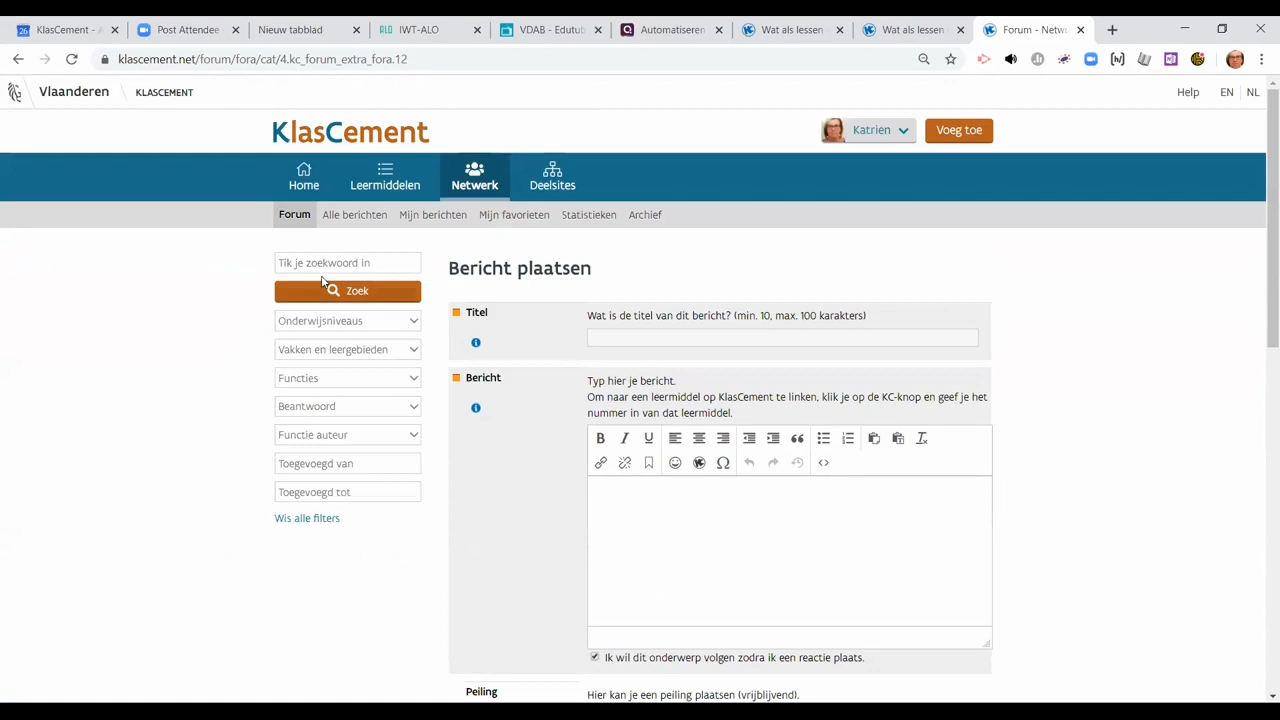 KlasCement - A
Post Attendee
Nieuw tabblad
IWT-ALO
VDAB - Edutub
Automatiseren
Wat als lessen
Wat als lessen
Forum - Netw
klascement.net/forum/fora/cat/4.kc_forum_extra_fora.12
Vlaanderen
KLASCEMENT
Help
EN
NL
KlasCement
Katrien
Voeg toe
Home
Leermiddelen
Netwerk
Deelsites
Forum
Alle berichten
Mijn berichten
Mijn favorieten
Statistieken
Archief
Tik je zoekwoord in
Zoek
Onderwijsniveaus
Vakken en leergebieden
Functies
Beantwoord
Functie auteur
Toegevoegd van
Toegevoegd tot
Wis alle filters
Bericht plaatsen
Titel
Wat is de titel van dit bericht? (min. 10, max. 100 karakters)
Bericht
Typ hier je bericht.
Om naar een leermiddel op KlasCement te linken, klik je op de KC-knop en geef je het
nummer in van dat leermiddel.
Ik wil dit onderwerp volgen zodra ik een reactie plaats.
Peiling
Hier kan je een peiling plaatsen (vrijblijvend).